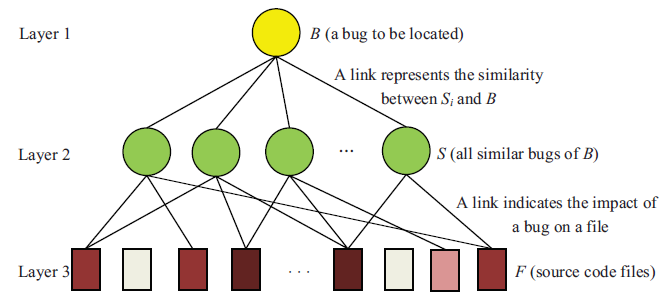 Layer 1
B (a bug to be located)
A link represents the similarity
between Si and B
Layer 2
...
S (all similar bugs of B)
A link indicates the impact of
a bug on a file
Layer 3
. . .
F (source code files)